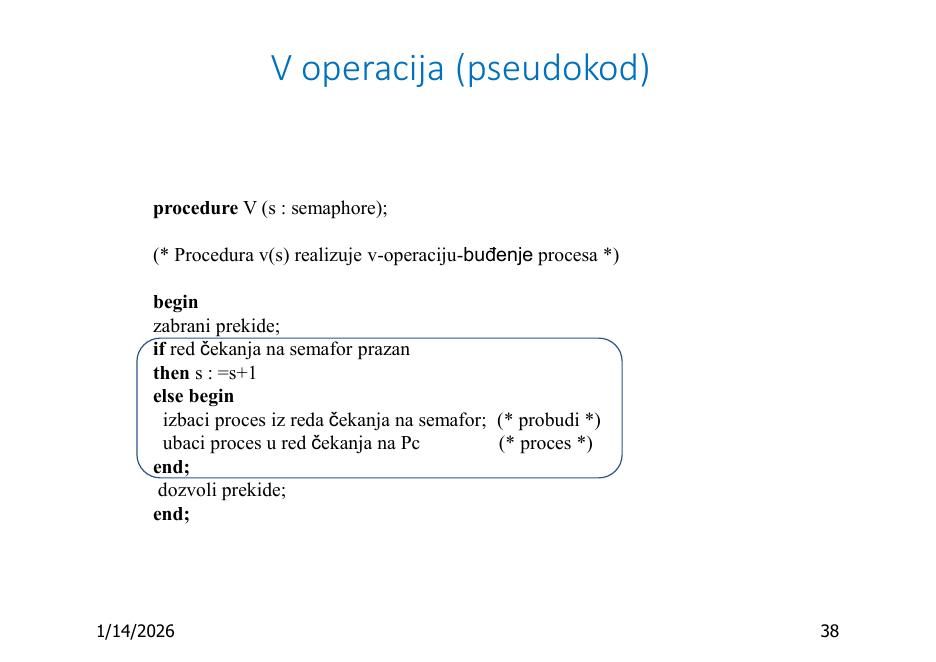 V operacija (pseudokod)
procedure V (s : semaphore);
(* Procedura v(s) realizuje v-operaciju-buđenje procesa *)
begin
zabrani prekide;
if red čekanja na semafor prazan
then s : =s+1
else begin
izbaci proces iz reda čekanja na semafor; (* probudi *)
ubaci proces u red čekanja na Pc (* proces *)
end;
dozvoli prekide;
end;
1/14/2026
38